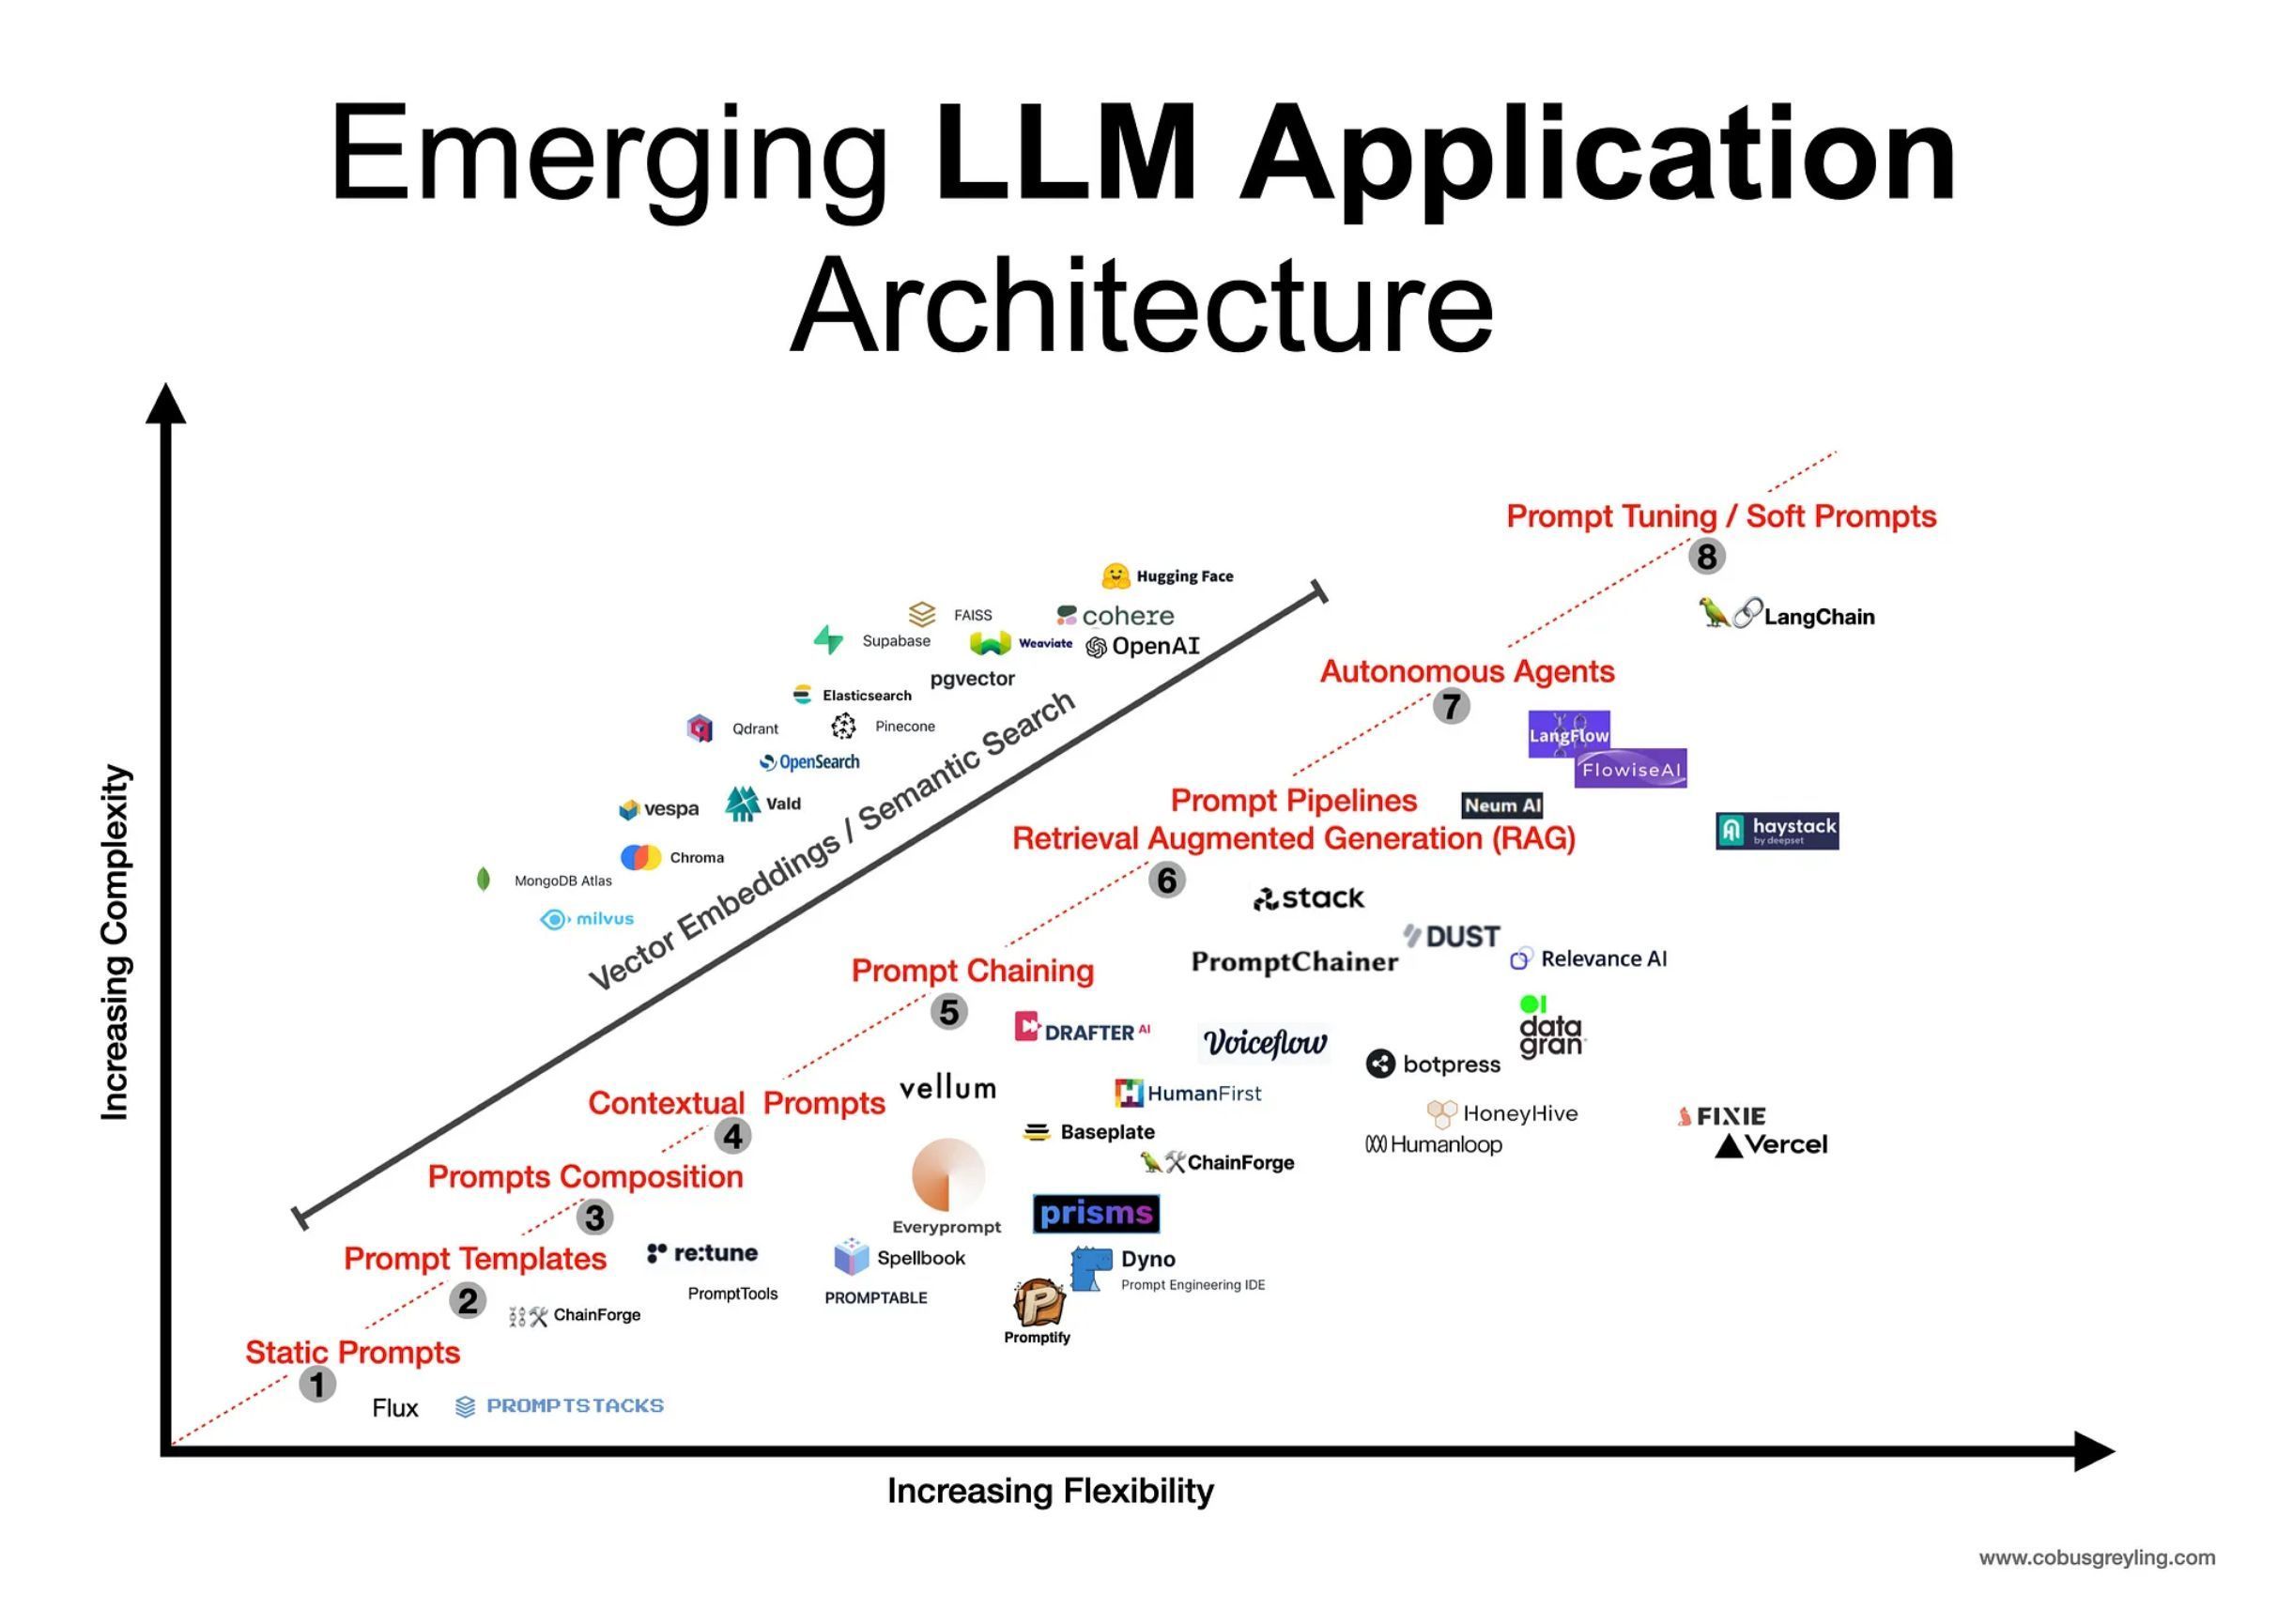 Emerging LLM Application
Architecture
Increasing Complexity
Prompt Tuning / Soft Prompts
8
LangChain
Hugging Face
FAISS
cohere
Supabase
Weaviate
OpenAI
pgvector
Elasticsearch
Qdrant
Pinecone
OpenSearch
vespa
Vald
Chroma
MongoDB Atlas
milvus
Vector Embeddings / Semantic Search
Autonomous Agents
7
LangFlow
FlowiseAI
Prompt Pipelines
Neum AI
Retrieval Augmented Generation (RAG)
haystack
by deepset
6
stack
DUST
PromptChainer
Relevance AI
Prompt Chaining
5
DRAFTER AI
Voiceflow
data
gran
botpress
vellum
HumanFirst
Contextual Prompts
4
HoneyHive
FIXIE
Baseplate
Humanloop
Vercel
ChainForge
Prompts Composition
3
Everyprompt
prisms
Prompt Templates
2
re:tune
Spellbook
Dyno
Prompt Engineering IDE
PromptTools
PROMPTABLE
ChainForge
P
Promptify
Static Prompts
1
Flux
PROMPTSTACKS
Increasing Flexibility
www.cobusgreyling.com